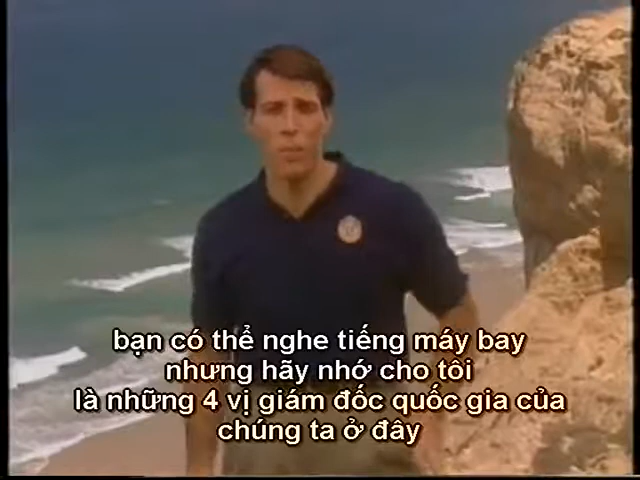 bạn có thể nghe tiếng máy bay
nhưng hãy nhớ cho tôi
là những 4 vị giám đốc quốc gia của
chúng ta ở đây